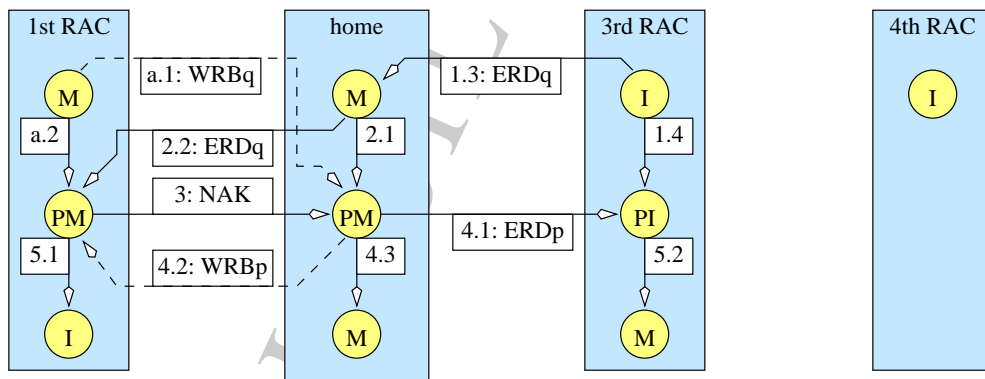 1st RAC
home
3rd RAC
4th RAC
a.1: WRBq
1.3: ERDq
M
M
I
I
a.2
2.2: ERDq
2.1
1.4
3: NAK
PM
PM
4.1: ERDp
PI
5.1
4.2: WRBp
4.3
5.2
I
M
M